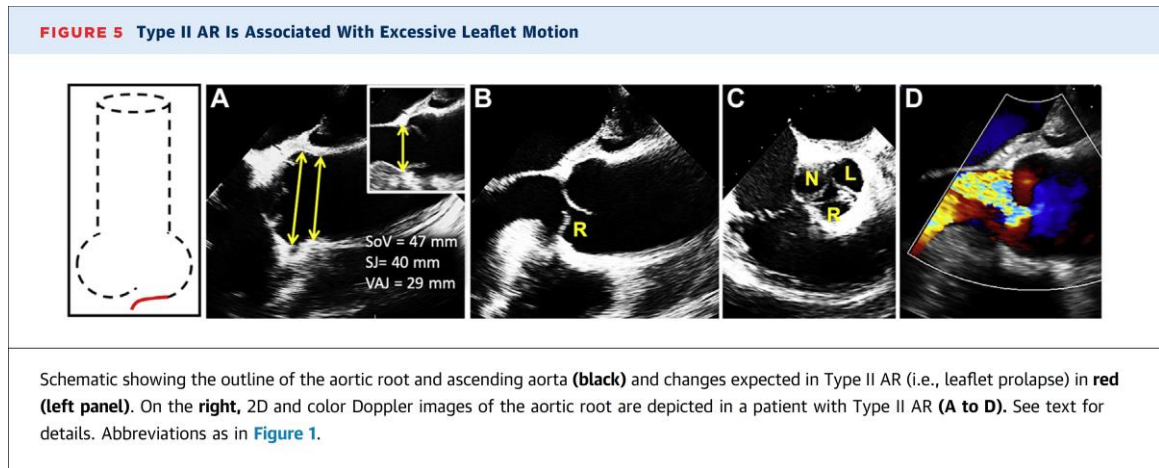 FIGURE 5 Type II AR Is Associated With Excessive Leaflet Motion
A
B
C
D
SoV = 47 mm
SJ= 40 mm
VAJ = 29 mm
R
N
L
R
Schematic showing the outline of the aortic root and ascending aorta (black) and changes expected in Type II AR (i.e., leaflet prolapse) in red
(left panel). On the right, 2D and color Doppler images of the aortic root are depicted in a patient with Type II AR (A to D). See text for
details. Abbreviations as in Figure 1.